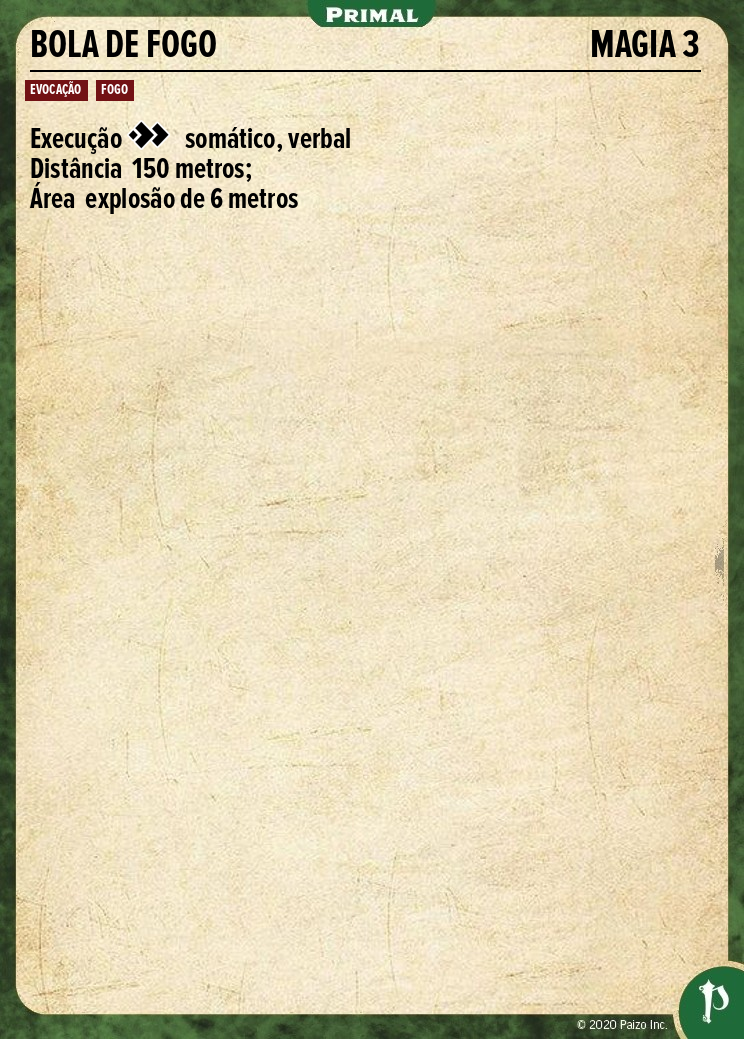 PRIMAL
BOLA DE FOGO MAGIA 3
EVOCAÇÃO FOGO
Execução somático, verbal
Distância 150 metros;
Área explosão de 6 metros
© 2020 Paizo Inc.
P